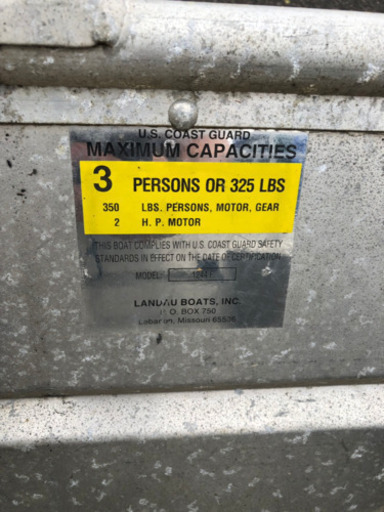 U.S. COAST GUARD
MAXIMUM CAPACITIES
3 PERSONS OR 325 LBS
350 LBS. PERSONS, MOTOR, GEAR
2 H. P. MOTOR
THIS BOAT COMPLIES WITH U.S. COAST GUARD SAFETY
STANDARDS IN EFFECT ON THE DATE OF CERTIFICATION
MODEL:
LANDAU BOATS, INC.
P.O. BOX 750
Lebanon, Missouri 65536